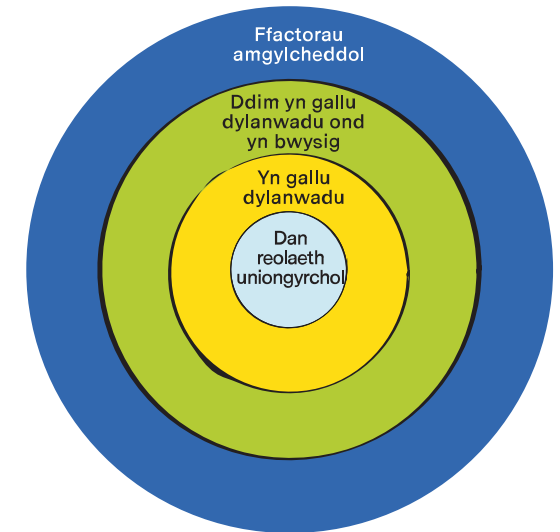 Ffactorau
amgylcheddol
Ddim yn gallu
dylanwadu ond
yn bwysig
Yn gallu
dylanwadu
Dan
reolaeth
uniongyrchol